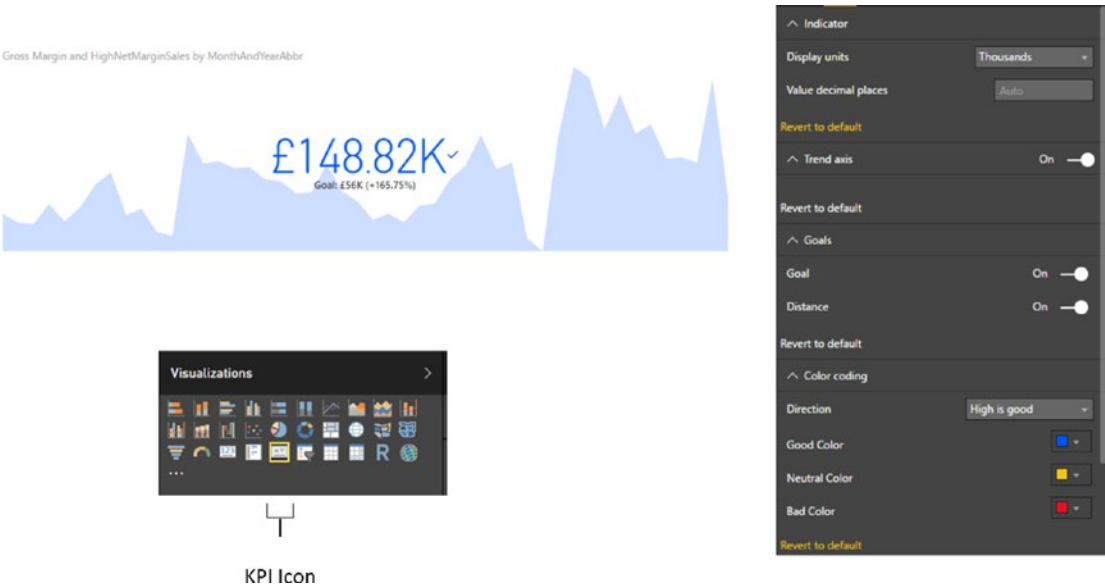 Gross Margin and HighNetMarginSales by MonthAndYearAbbr
£148.82K
Goal: £56K (+165.75%)
Visualizations
R
...
KPI Icon
Indicator
Display units Thousands
Value decimal places Auto
Revert to default
Trend axis On
Revert to default
Goals
Goal On
Distance On
Revert to default
Color coding
Direction High is good
Good Color
Neutral Color
Bad Color
Revert to default